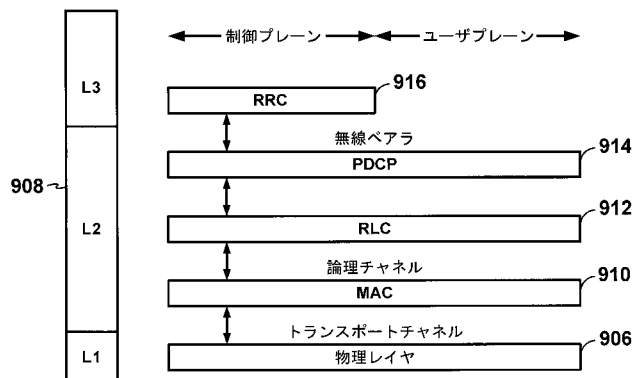 制御プレーン
ユーザプレーン
916
L3
RRC
無線ベアラ
914
PDCP
908
912
L2
RLC
論理チャネル
910
MAC
トランスポートチャネル
906
L1
物理レイヤ